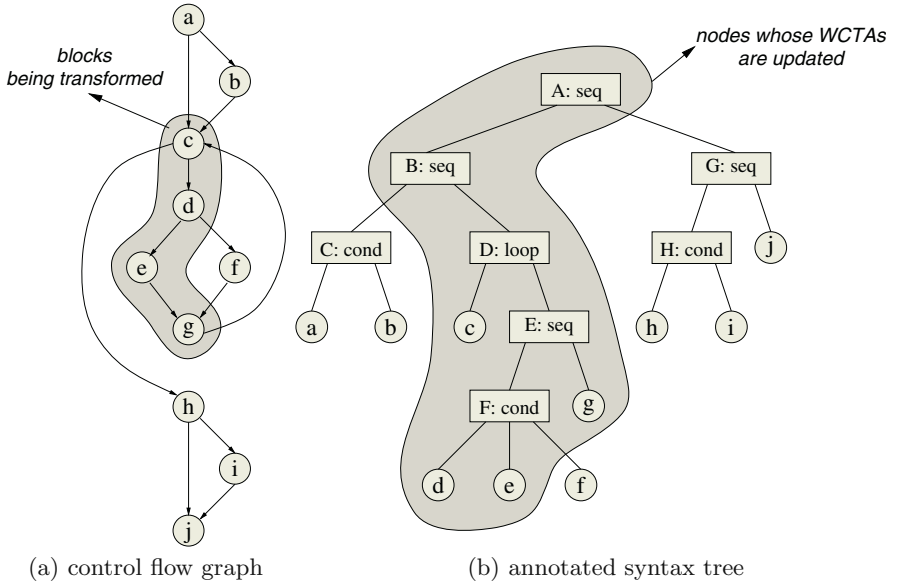 a
blocks
being transformed
b
c
d
e
f
g
h
i
j
(a) control flow graph
nodes whose WCTAs
are updated
A: seq
B: seq
G: seq
C: cond
D: loop
H: cond
j
a
b
c
E: seq
h
i
F: cond
g
d
e
f
(b) annotated syntax tree